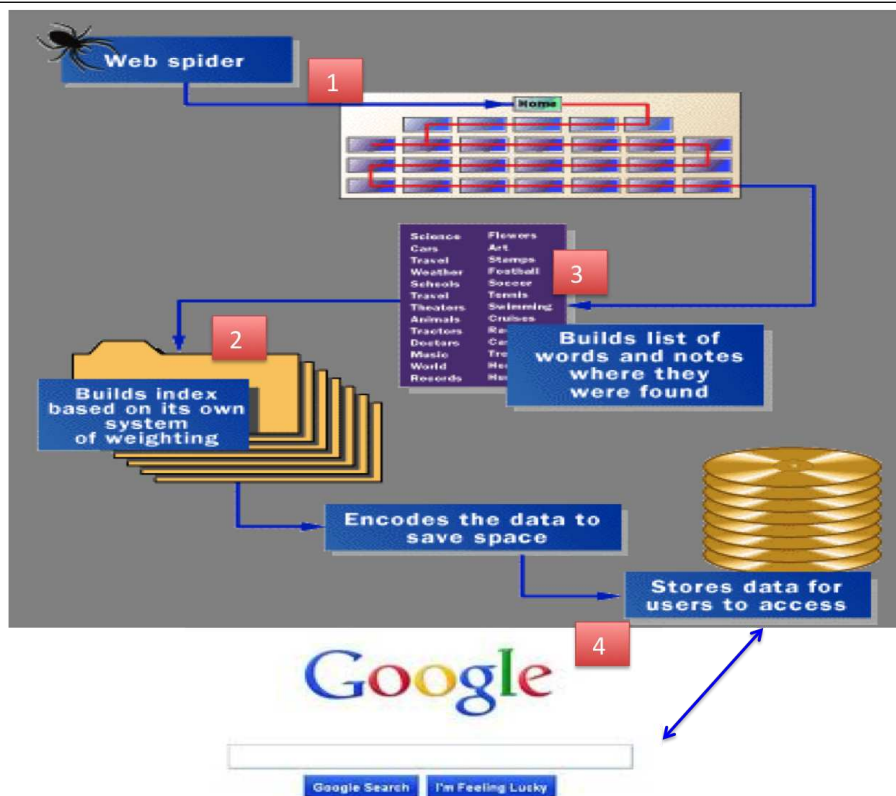 Web spider
1
Home
Science Flowers
Cars Art
Travel Stamps
Weather Football
Schools Soccer
Travel Tennis
Theaters Swimming
Animals Cruises
Tractors
Doctors
Music
World
Records
3
Builds list of
words and notes
where they
were found
2
Builds index
based on its own
system
of weighting
Encodes the data to
save space
Stores data for
users to access
4
Google
Google Search I'm Feeling Lucky